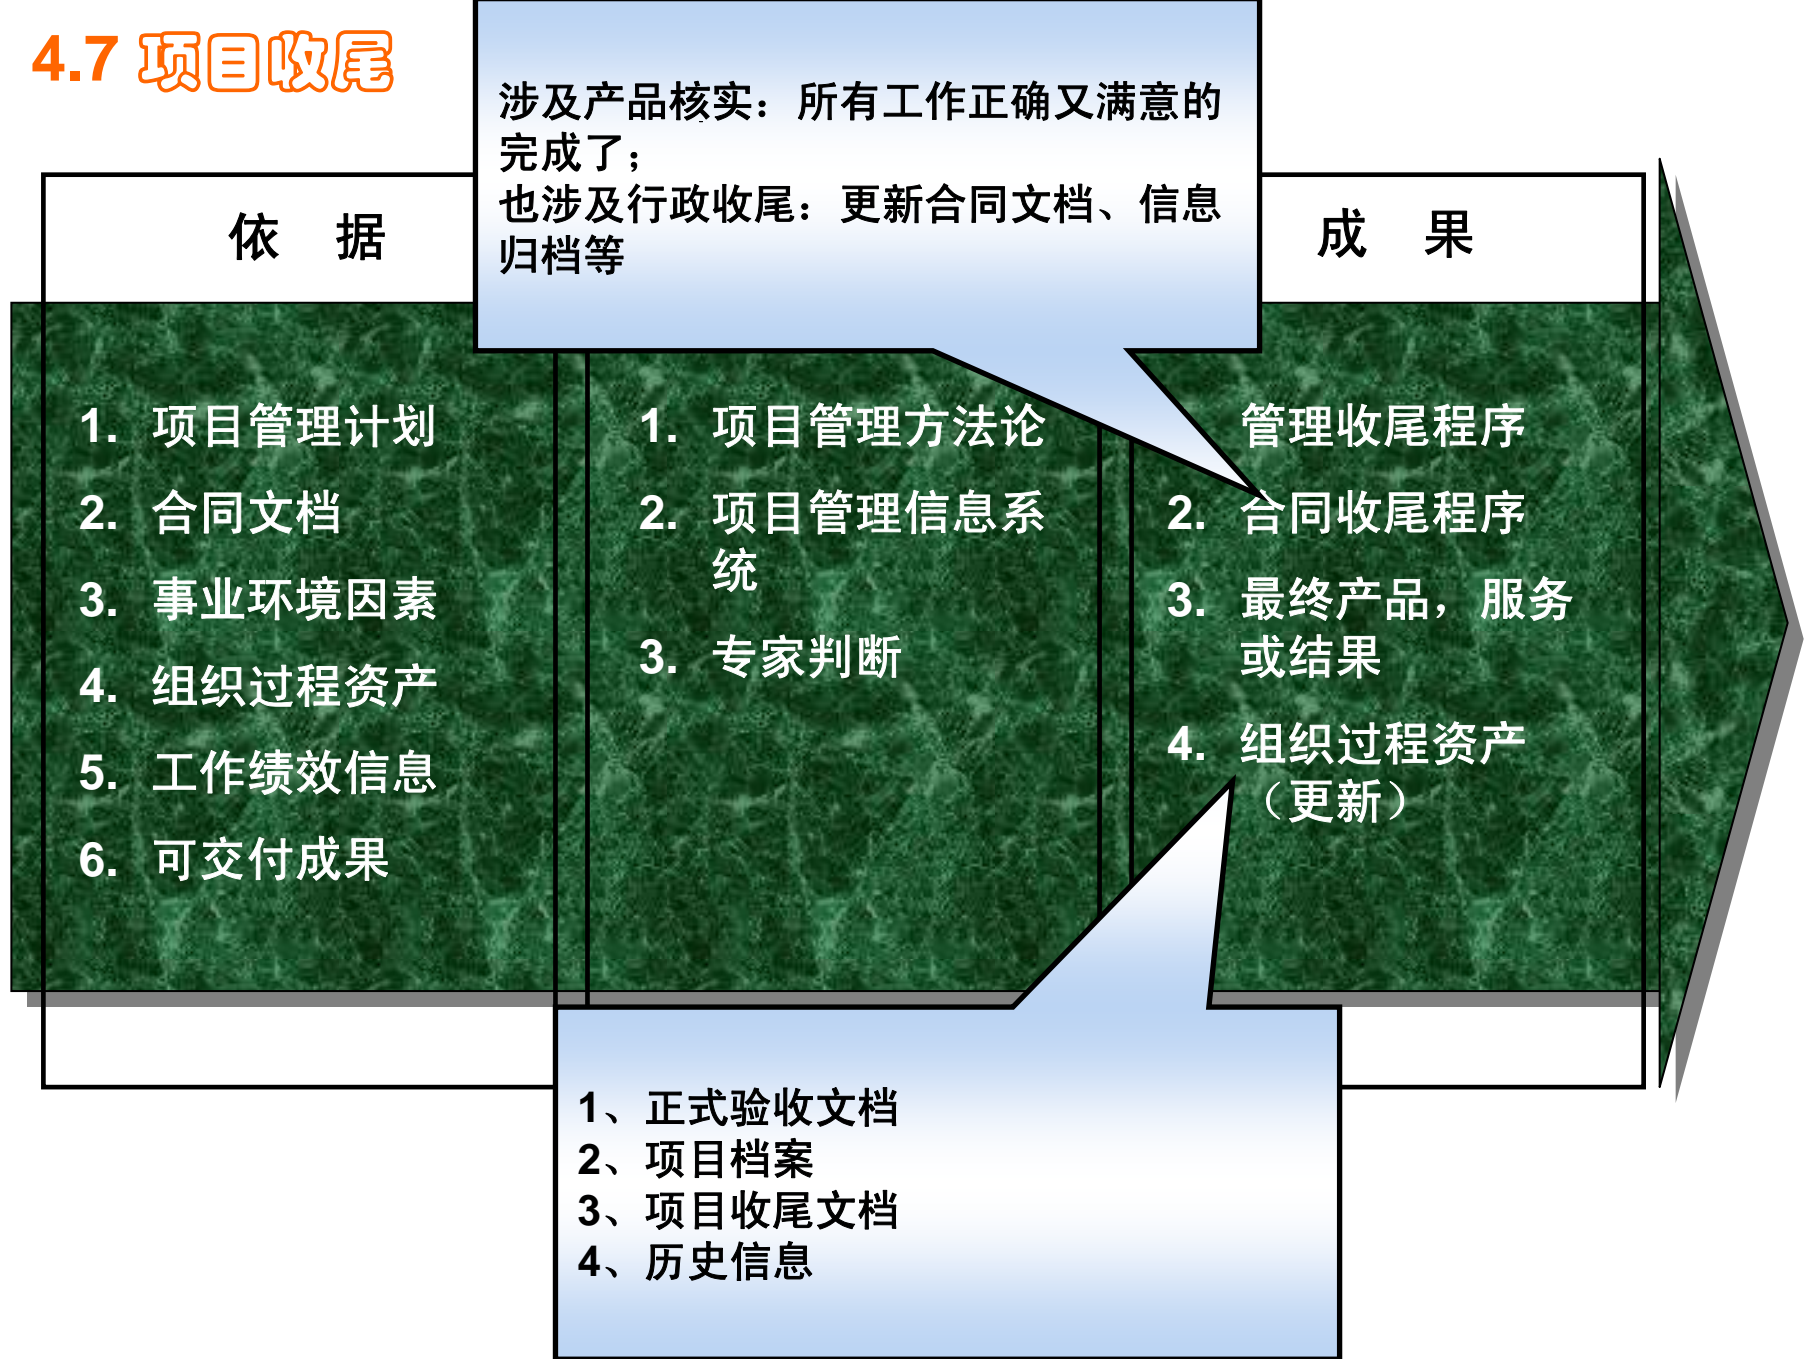 4.7 项目收尾
涉及产品核实：所有工作正确又满意的
完成了；
也涉及行政收尾：更新合同文档、信息
归档等
依 据
成 果
1. 项目管理计划
2. 合同文档
3. 事业环境因素
4. 组织过程资产
5. 工作绩效信息
6. 可交付成果
1. 项目管理方法论
2. 项目管理信息系
统
3. 专家判断
管理收尾程序
2. 合同收尾程序
3. 最终产品，服务
或结果
4. 组织过程资产
（更新）
1、正式验收文档
2、项目档案
3、项目收尾文档
4、历史信息